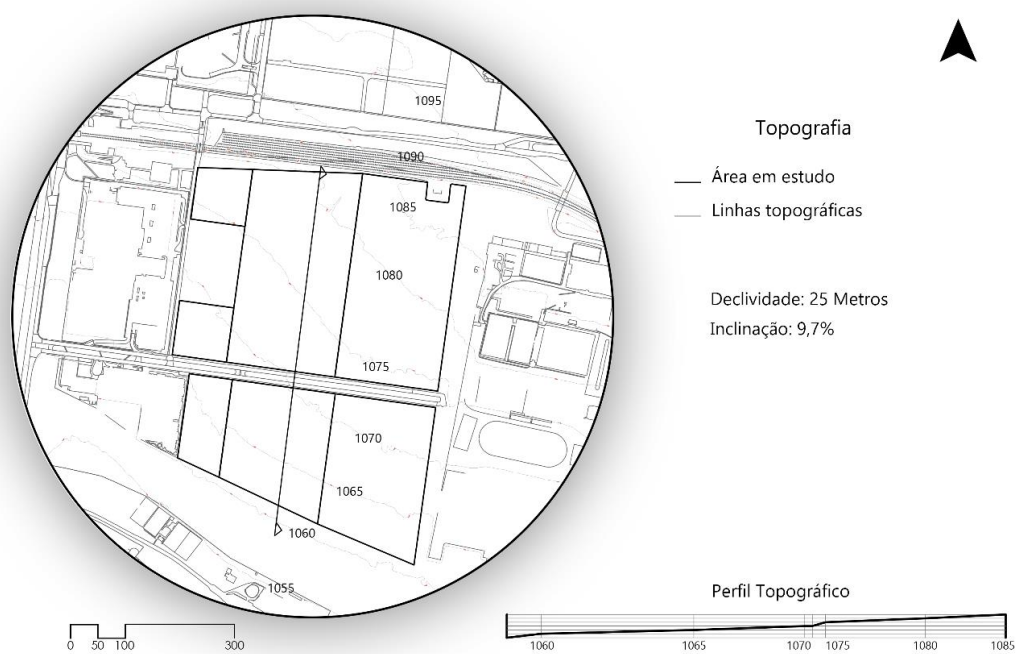 1095
1090
1085
1080
1075
1070
1065
1060
1055
Topografia
Área em estudo
Linhas topográficas
Declividade: 25 Metros
Inclinação: 9,7%
0 50 100 300
Perfil Topográfico
1060 1065 1070 1075 1080 1085